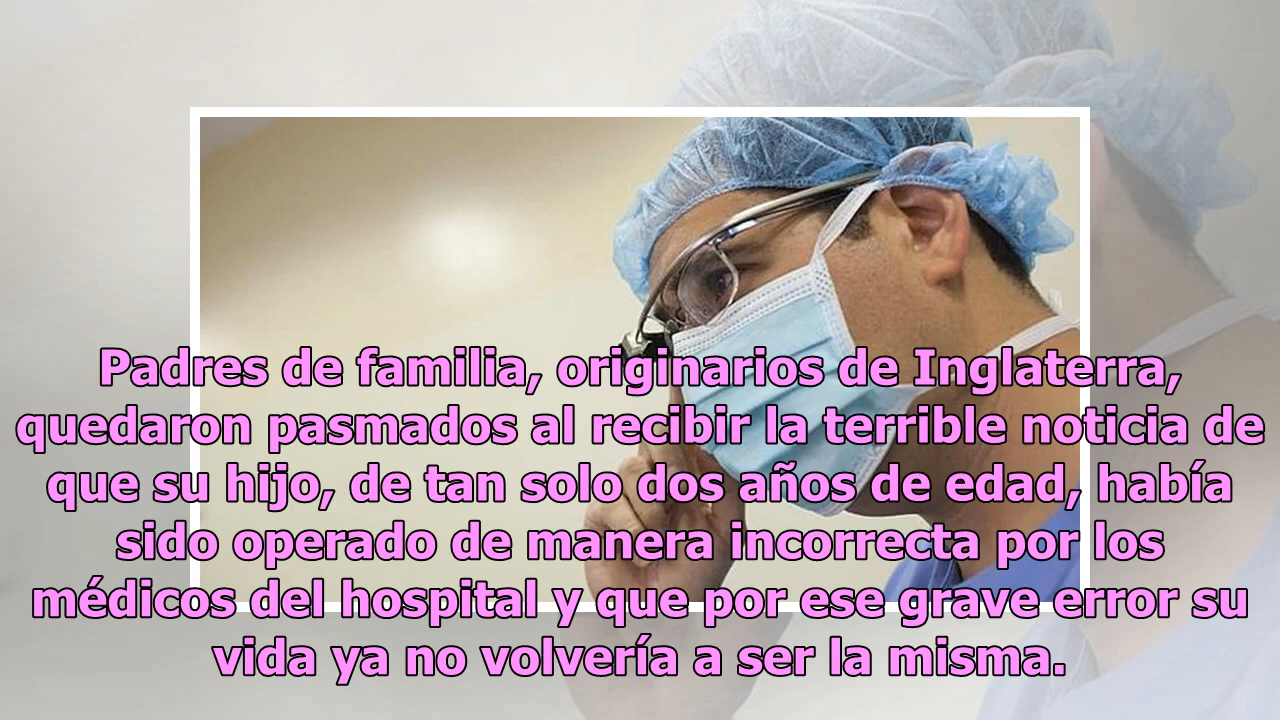 Padres de familia, originarios de Inglaterra,
quedaron pasmados al recibir la terrible noticia de
que su hijo, de tan solo dos años de edad, había
sido operado de manera incorrecta por los
médicos del hospital y que por ese grave error su
vida ya no volvería a ser la misma.